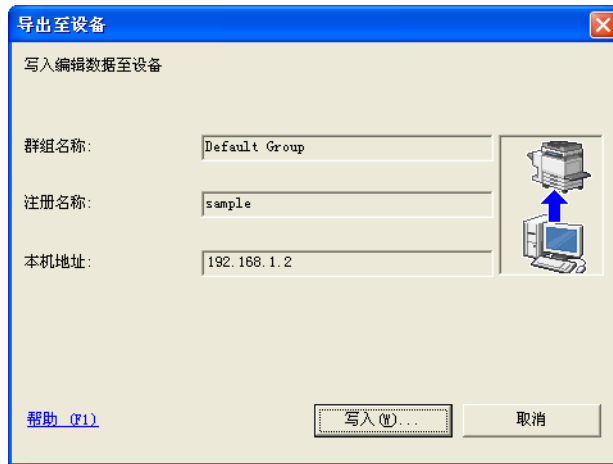 导出至设备
写入编辑数据至设备
群组名称:
Default Group
注册名称:
sample
本机地址:
192.168.1.2
帮助 (F1)
写入(W)...
取消